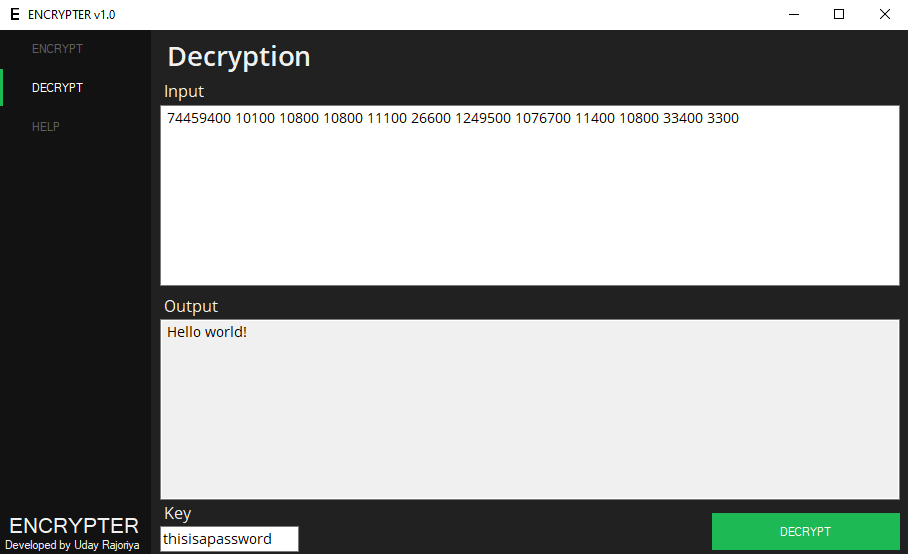 E ENCRYPTER v1.0
ENCRYPT
DECRYPT
HELP
Decryption
Input
74459400 10100 10800 10800 11100 26600 1249500 1076700 11400 10800 33400 3300
Output
Hello world!
Key
thisisapassword
DECRYPT
ENCRYPTER
Developed by Uday Rajoriya